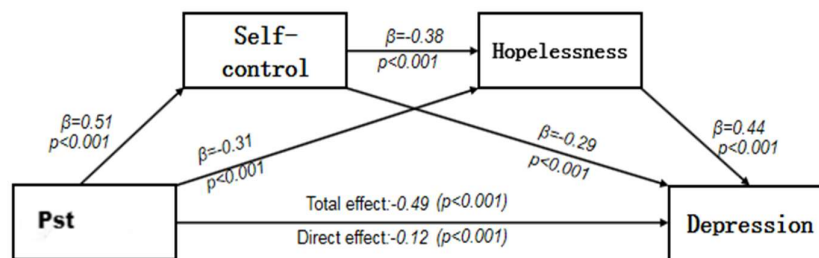 Self-
control
β=-0.38
p<0.001
Hopelessness
β=0.51
p<0.001
β=-0.31
p<0.001
β=-0.29
p<0.001
β=0.44
p<0.001
Pst
Total effect:-0.49 (p<0.001)
Direct effect:-0.12 (p<0.001)
Depression